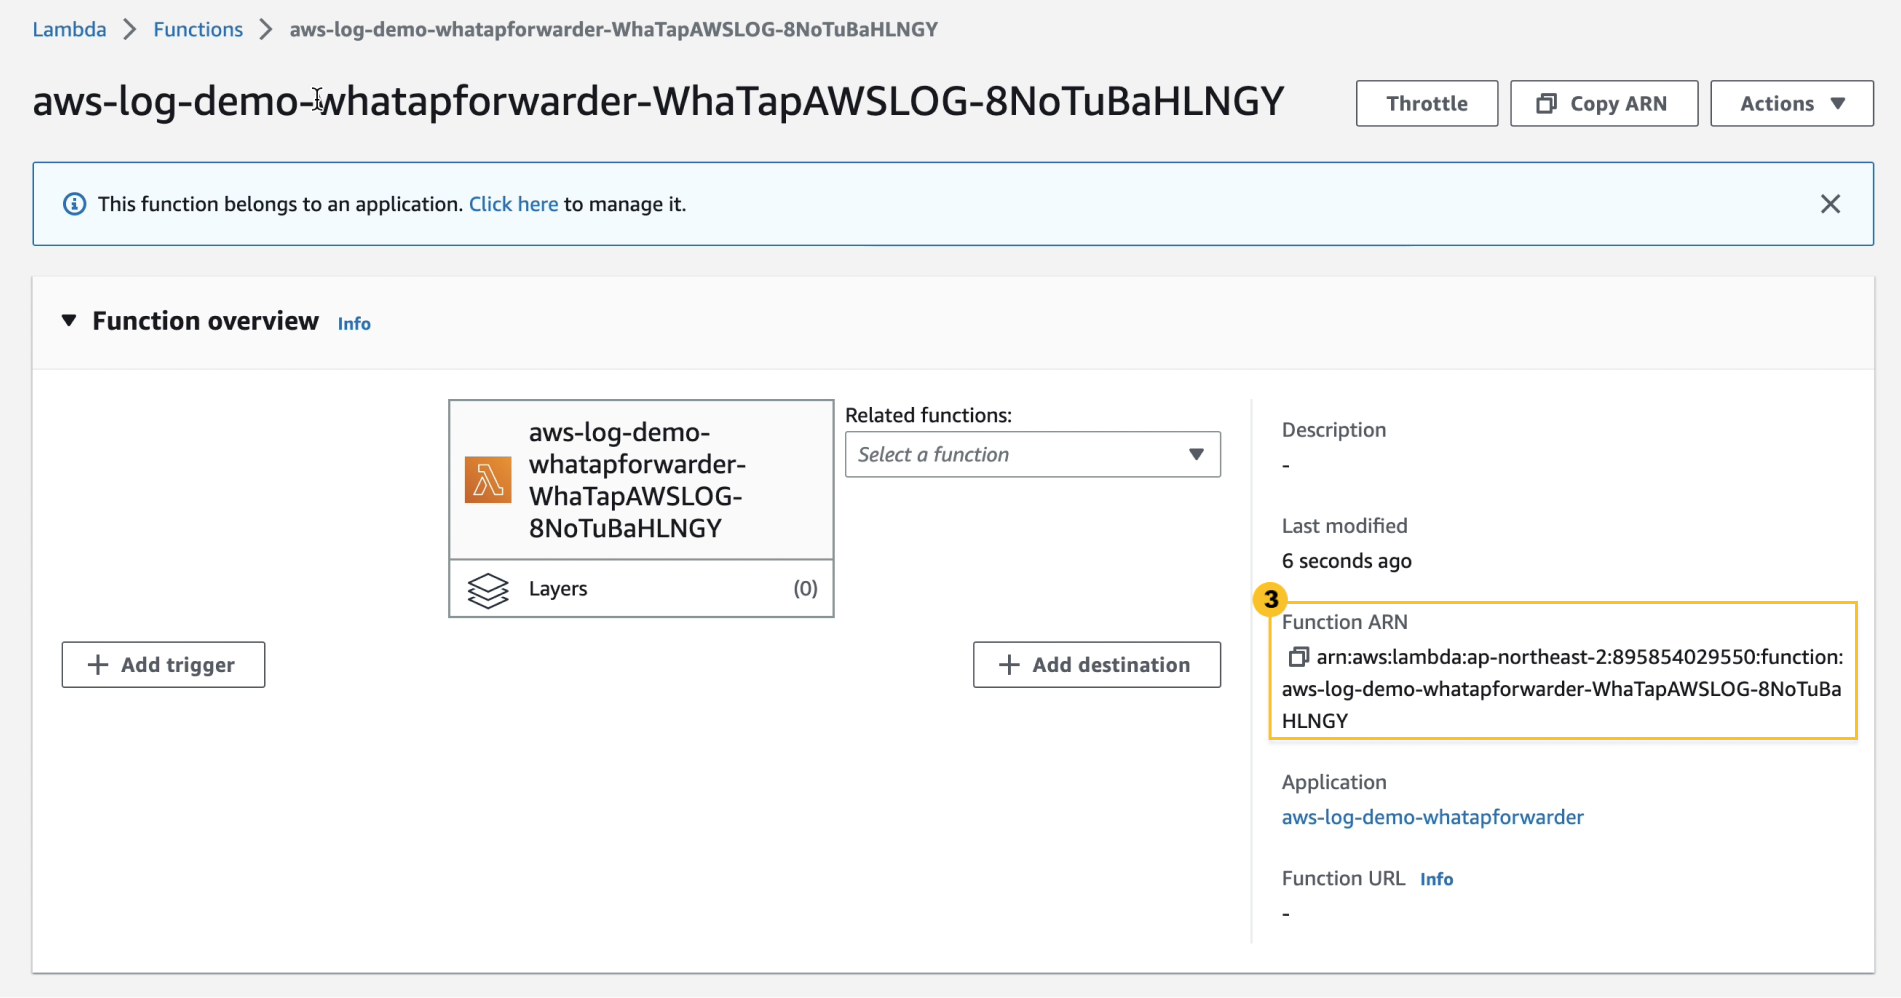 Lambda > Functions > aws-log-demo-whatapforwarder-WhaTapAWSLOG-8NoTuBaHLNGY
aws-log-demo-whatapforwarder-WhaTapAWSLOG-8NoTuBaHLNGY
Throttle
Copy ARN
Actions
This function belongs to an application. Click here to manage it.
Function overview Info
aws-log-demo-
whatapforwarder-
WhaTapAWSLOG-
8NoTuBaHLNGY
Layers (0)
Related functions:
Select a function
+ Add trigger
+ Add destination
Description
-
Last modified
6 seconds ago
3
Function ARN
arn:aws:lambda:ap-northeast-2:895854029550:function:
aws-log-demo-whatapforwarder-WhaTapAWSLOG-8NoTuBa
HLNGY
Application
aws-log-demo-whatapforwarder
Function URL Info
-